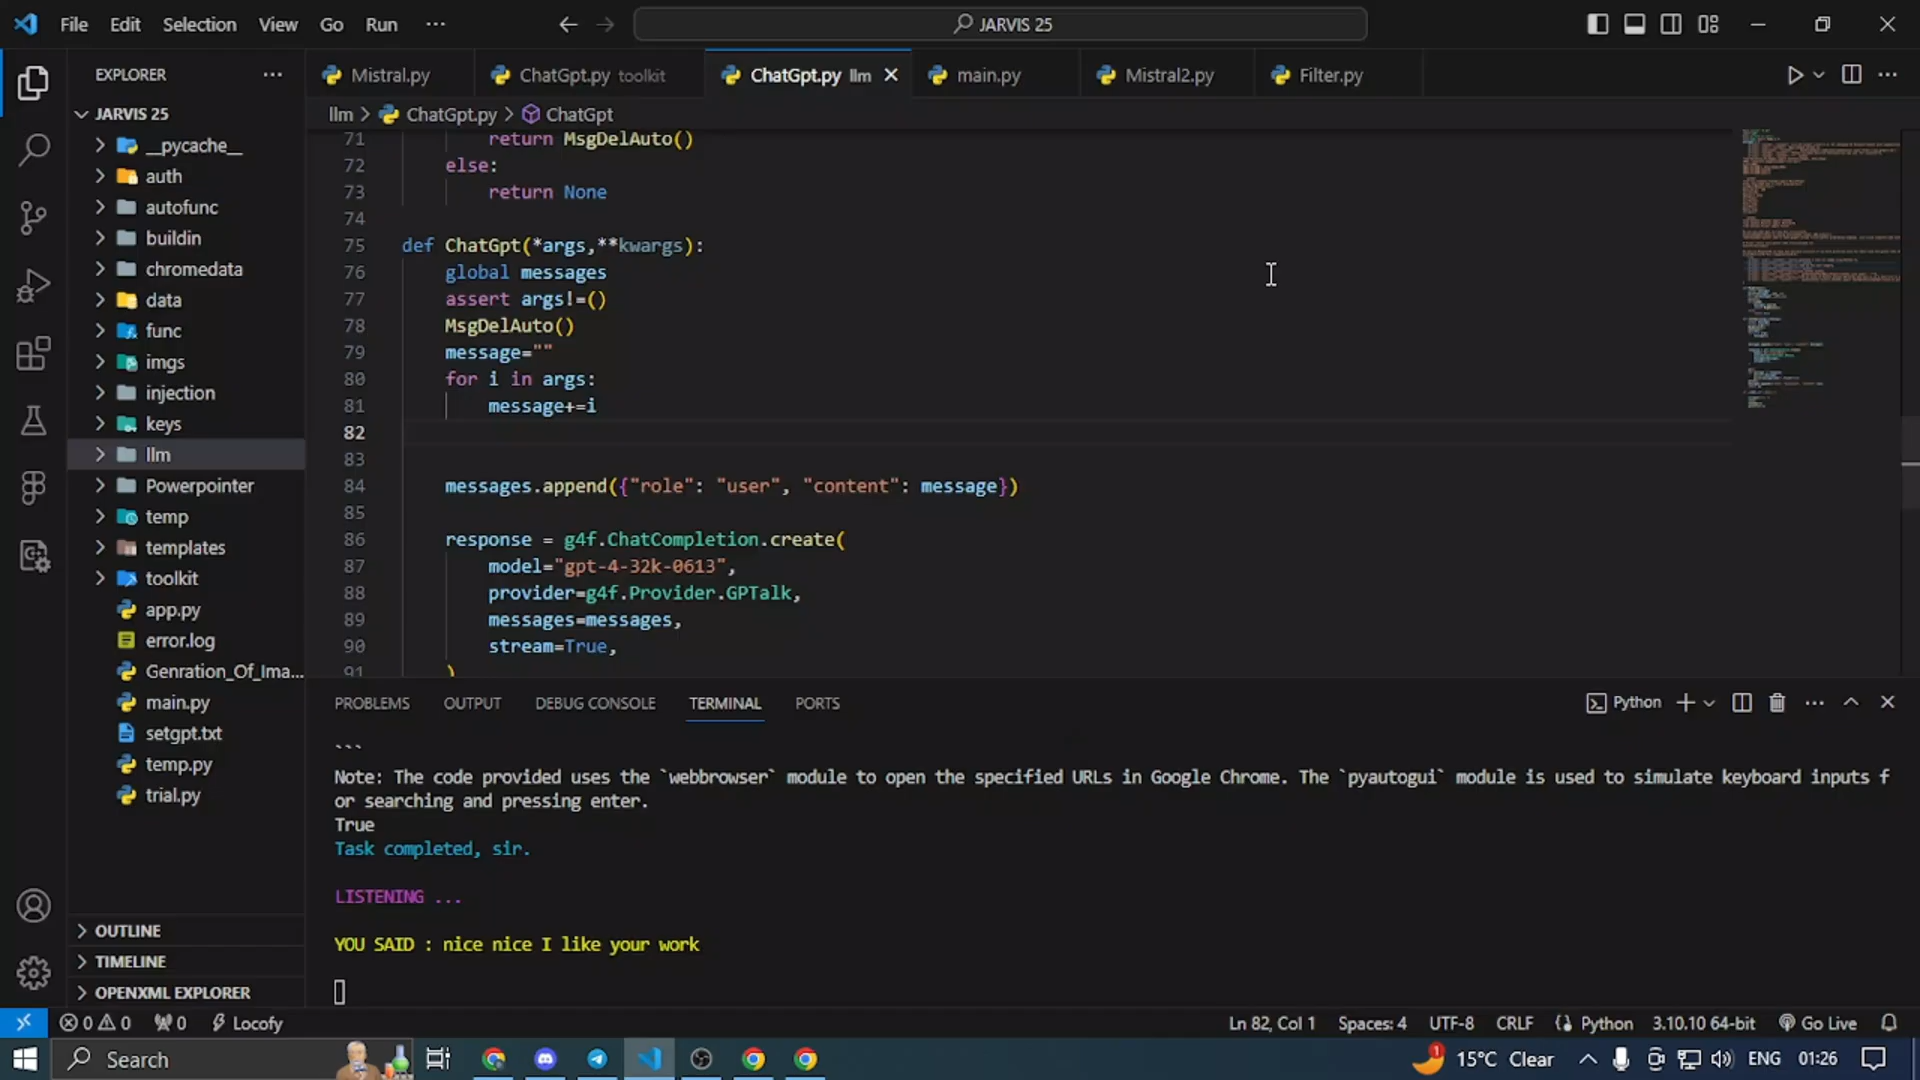 File Edit Selection View Go Run ···
JARVIS 25
EXPLORER ···
Mistral.py
ChatGpt.py toolkit
ChatGpt.py llm
main.py
Mistral2.py
Filter.py
llm > ChatGpt.py > ChatGpt
JARVIS 25
__pycache__
auth
autofunc
buildin
chromedata
data
func
imgs
injection
keys
llm
Powerpointer
temp
templates
toolkit
app.py
error.log
Genration_Of_Ima...
main.py
setgpt.txt
temp.py
trial.py
OUTLINE
TIMELINE
OPENXML EXPLORER
71 return MsgDelAuto()
72 else:
73 return None
74
75 def ChatGpt(*args,**kwargs):
76 global messages
77 assert args!=()
78 MsgDelAuto()
79 message=""
80 for i in args:
81 message+=i
82
83
84 messages.append({"role": "user", "content": message})
85
86 response = g4f.ChatCompletion.create(
87 model="gpt-4-32k-0613",
88 provider=g4f.Provider.GPTalk,
89 messages=messages,
90 stream=True,
91 )
PROBLEMS OUTPUT DEBUG CONSOLE TERMINAL PORTS
Python
```
Note: The code provided uses the `webbrowser` module to open the specified URLs in Google Chrome. The `pyautogui` module is used to simulate keyboard inputs f
or searching and pressing enter.
True
Task completed, sir.
LISTENING ...
YOU SAID : nice nice I like your work
0 0 0 Locofy
Ln 82, Col 1 Spaces: 4 UTF-8 CRLF Python 3.10.10 64-bit Go Live
Search
1 15°C Clear ENG 01:26